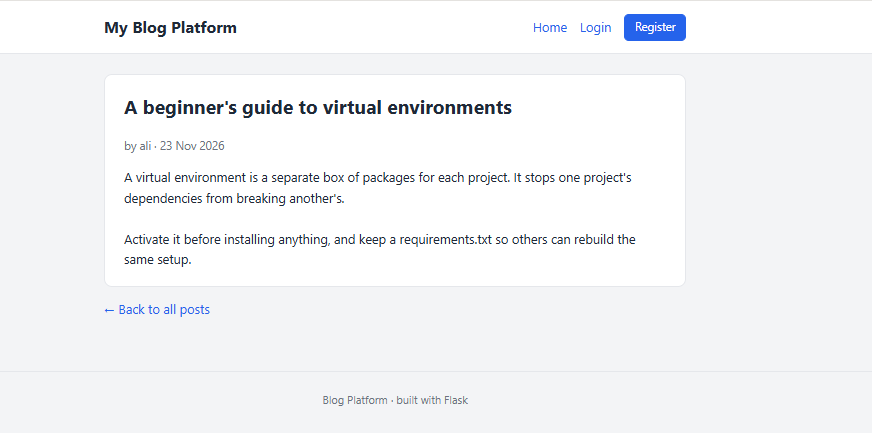 My Blog Platform
Home Login Register
A beginner's guide to virtual environments
by ali · 23 Nov 2026
A virtual environment is a separate box of packages for each project. It stops one project's
dependencies from breaking another's.
Activate it before installing anything, and keep a requirements.txt so others can rebuild the
same setup.
← Back to all posts
Blog Platform · built with Flask